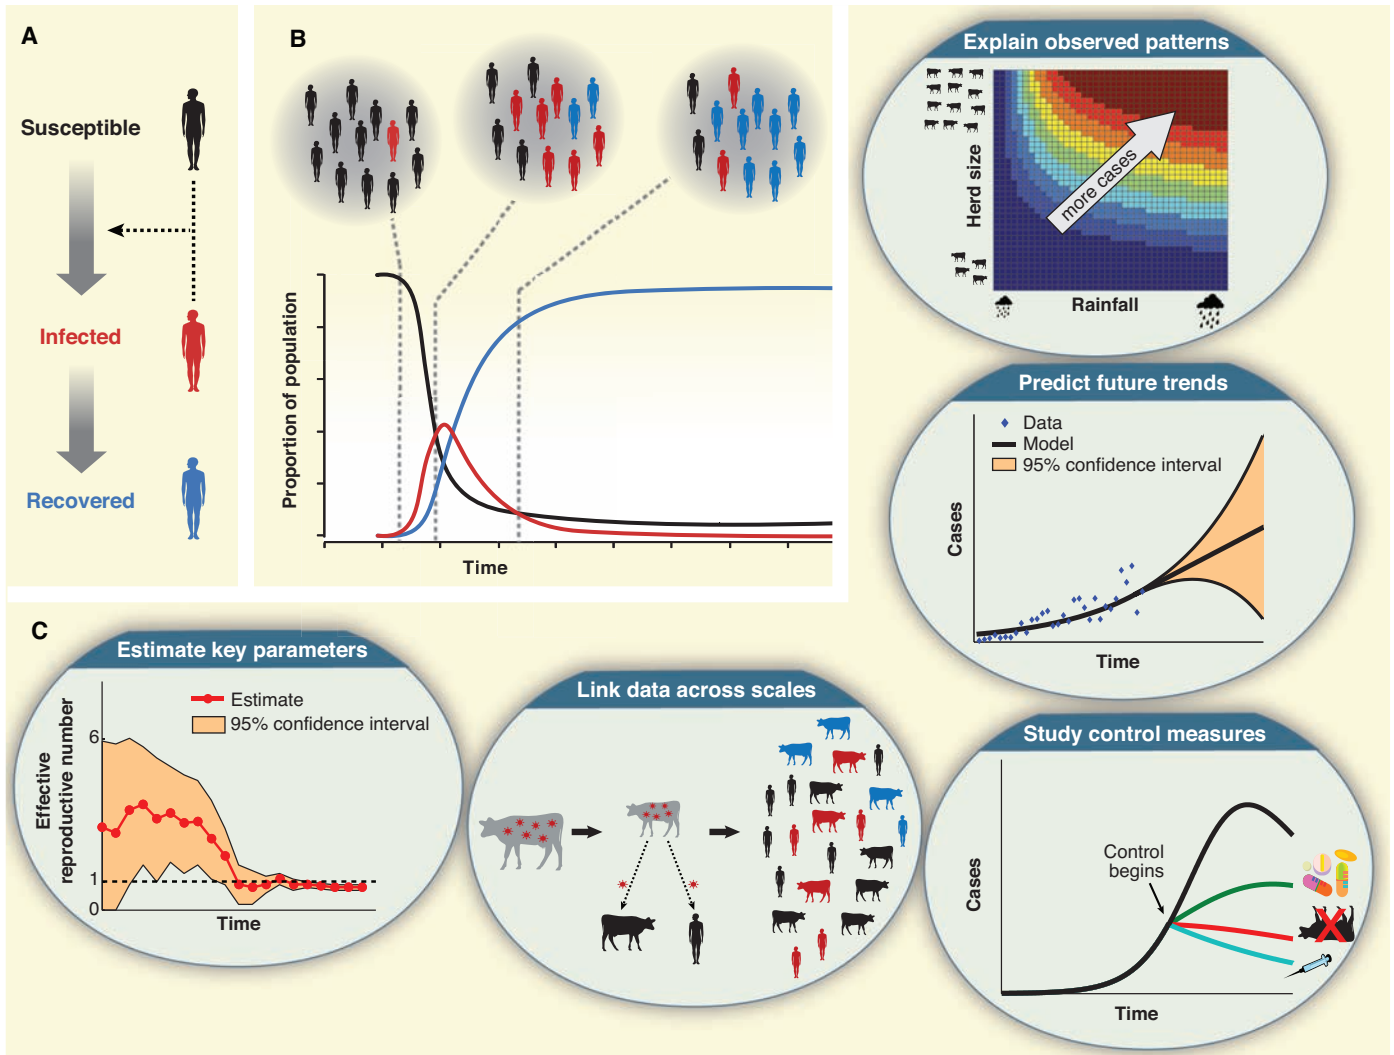 A
Susceptible
Infected
Recovered
B
Proportion of population
Time
Explain observed patterns
Herd size
more cases
Rainfall
Predict future trends
Data
Model
95% confidence interval
Cases
Time
C
Estimate key parameters
Estimate
95% confidence interval
Effective
reproductive number
6
1
0
Time
Link data across scales
Study control measures
Control
begins
Cases
Time